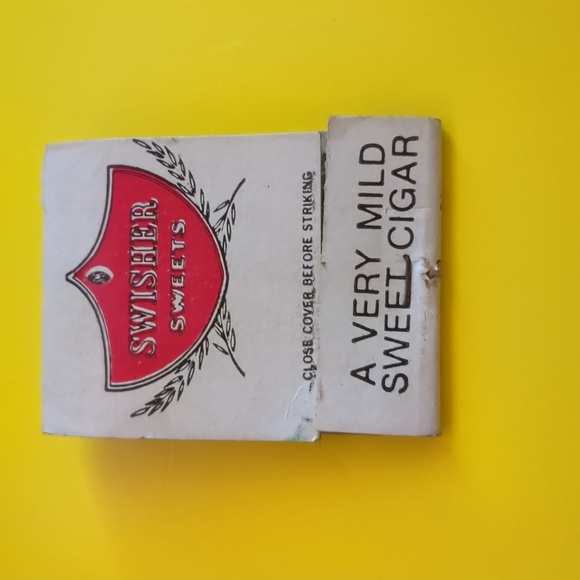 SWISHER
SWEETS
CLOSE COVER BEFORE STRIKING
A VERY MILD
SWEET CIGAR